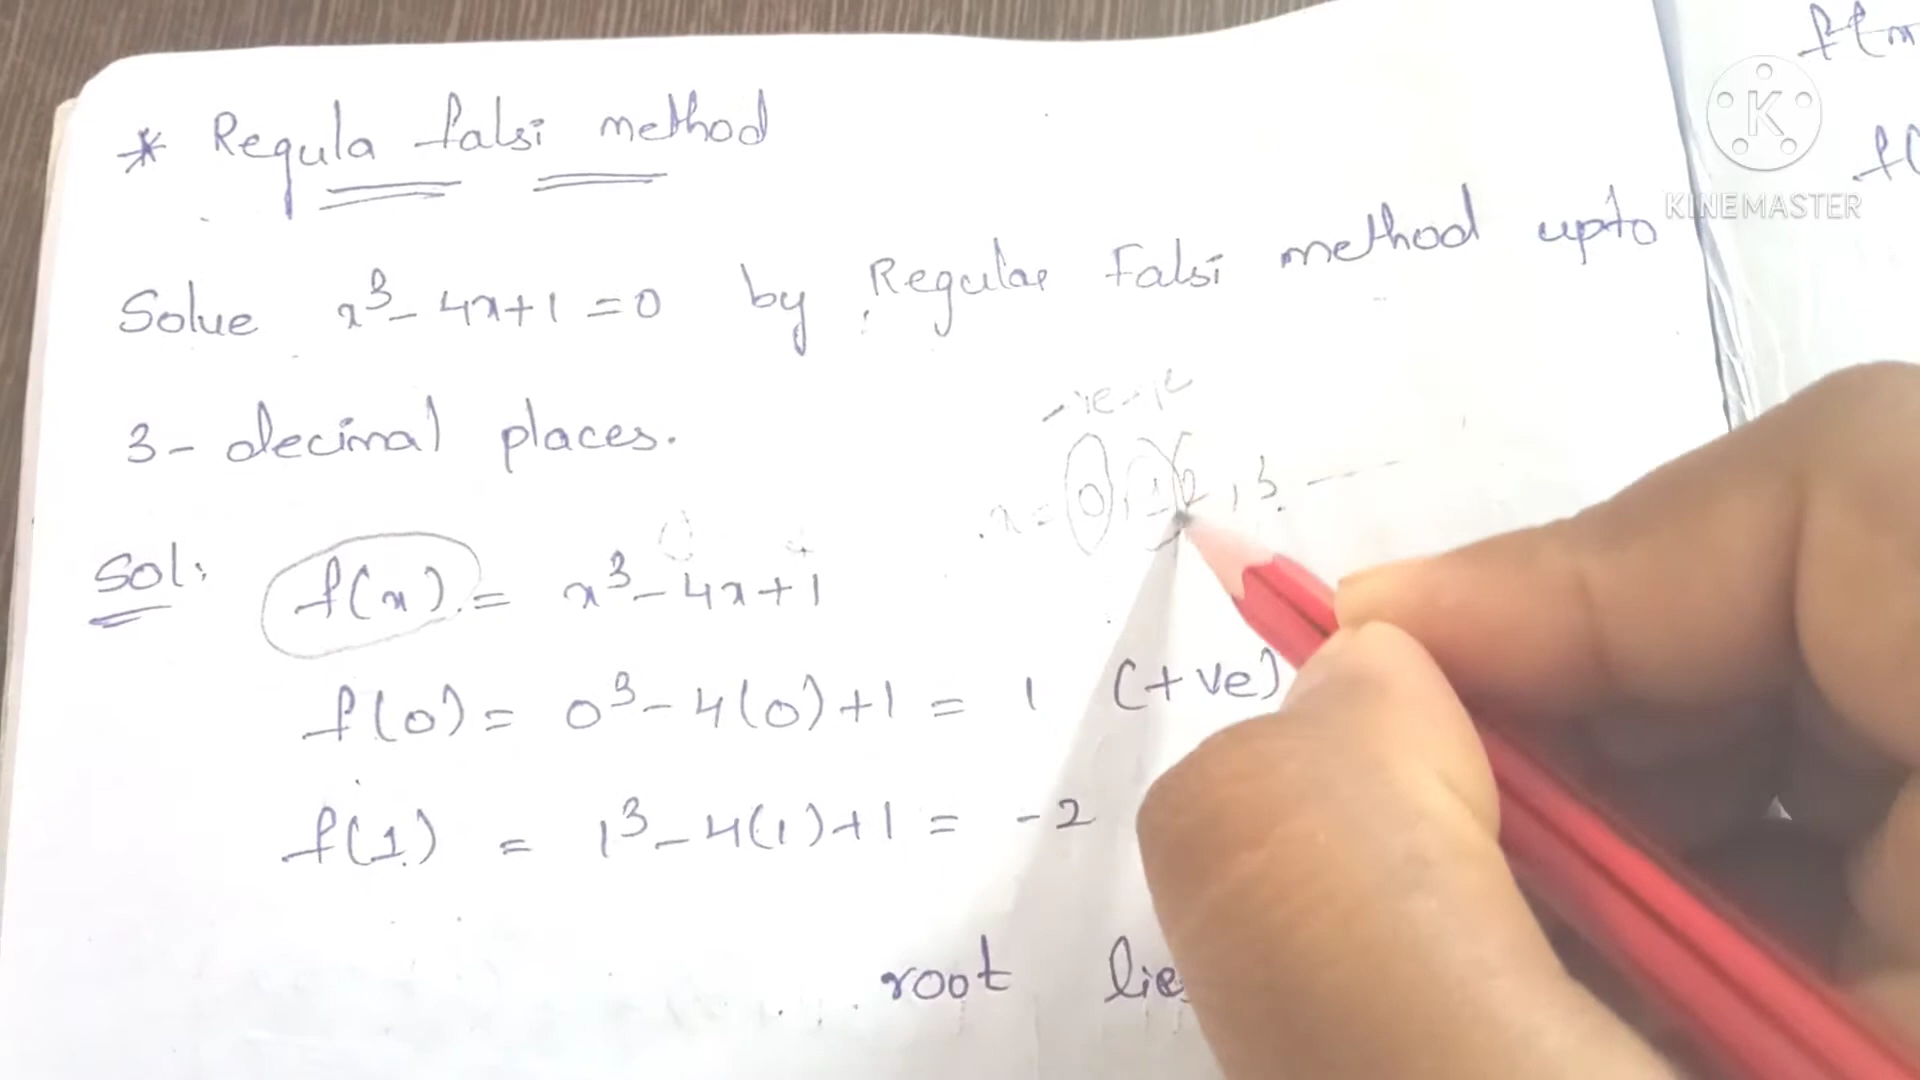 * Regula falsi method
Solve x³ - 4x + 1 = 0 by Regular Falsi method upto
3 - decimal places.
x = 0, 1, 2, 3
Sol: f(x) = x³ - 4x + 1
f(0) = 0³ - 4(0) + 1 = 1 (+ve)
f(1) = 1³ - 4(1) + 1 = -2
root lies
KINEMASTER